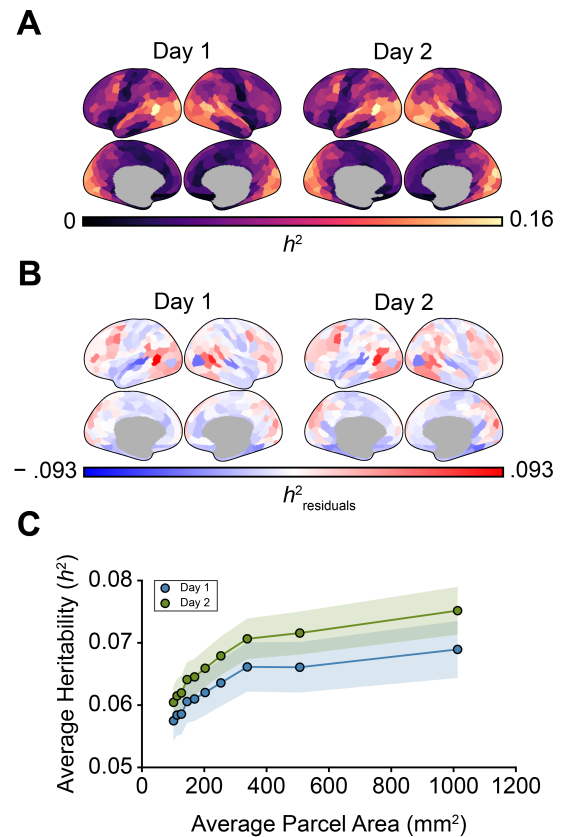 A
Day 1 Day 2
0 0.16
h²
B
Day 1 Day 2
− .093 .093
h²residuals
C
Average Heritability (h²)
0.08
0.07
0.06
0.05
Day 1
Day 2
0 200 400 600 800 1000 1200
Average Parcel Area (mm²)